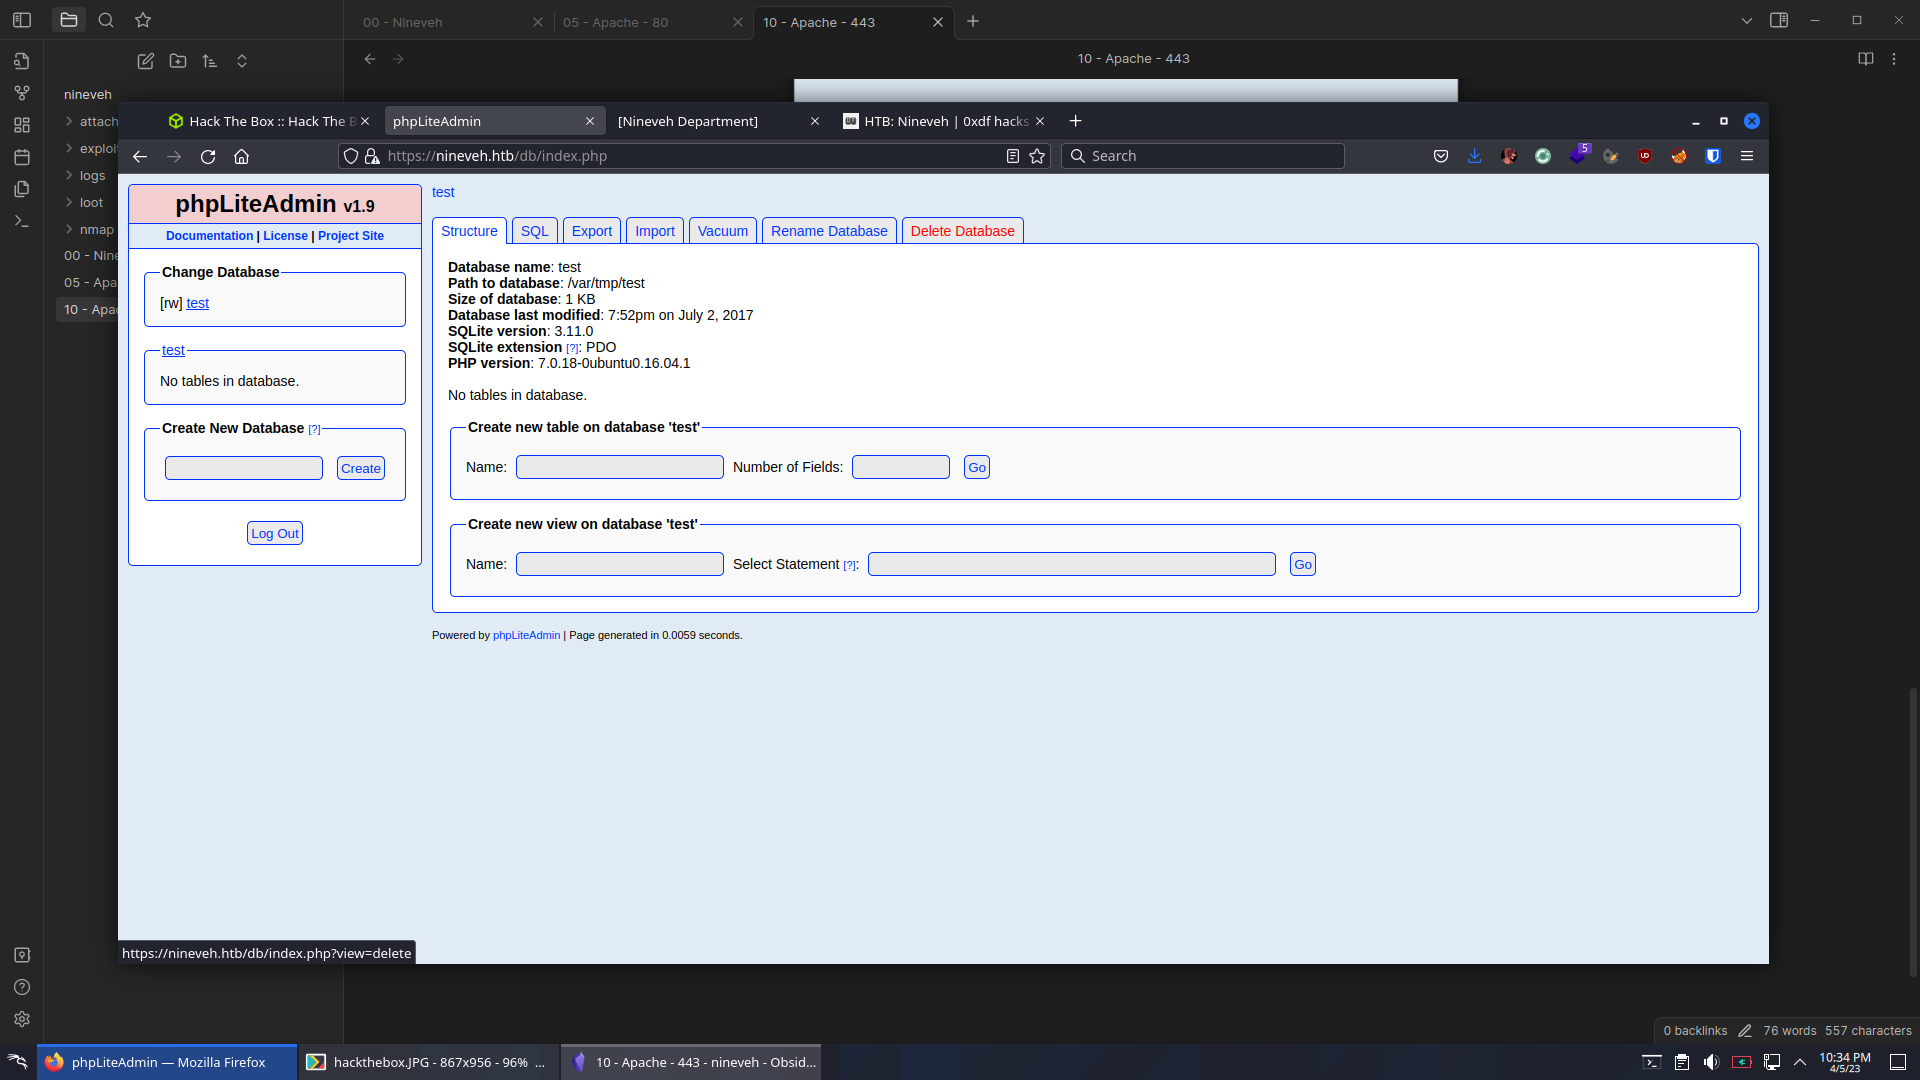 00 - Nineveh
05 - Apache - 80
10 - Apache - 443
10 - Apache - 443
nineveh
attach
exploi
logs
loot
nmap
00 - Nine
05 - Apa
10 - Apac
Hack The Box :: Hack The B
phpLiteAdmin
[Nineveh Department]
HTB: Nineveh | 0xdf hacks
https://nineveh.htb/db/index.php
Search
5
phpLiteAdmin v1.9
Documentation | License | Project Site
Change Database
[rw] test
test
No tables in database.
Create New Database [?]
Create
Log Out
test
Structure
SQL
Export
Import
Vacuum
Rename Database
Delete Database
Database name: test
Path to database: /var/tmp/test
Size of database: 1 KB
Database last modified: 7:52pm on July 2, 2017
SQLite version: 3.11.0
SQLite extension [?]: PDO
PHP version: 7.0.18-0ubuntu0.16.04.1
No tables in database.
Create new table on database 'test'
Name: Number of Fields: Go
Create new view on database 'test'
Name: Select Statement [?]: Go
Powered by phpLiteAdmin | Page generated in 0.0059 seconds.
https://nineveh.htb/db/index.php?view=delete
0 backlinks 76 words 557 characters
phpLiteAdmin — Mozilla Firefox
hackthebox.JPG - 867x956 - 96% ...
10 - Apache - 443 - nineveh - Obsid...
10:34 PM
4/5/23